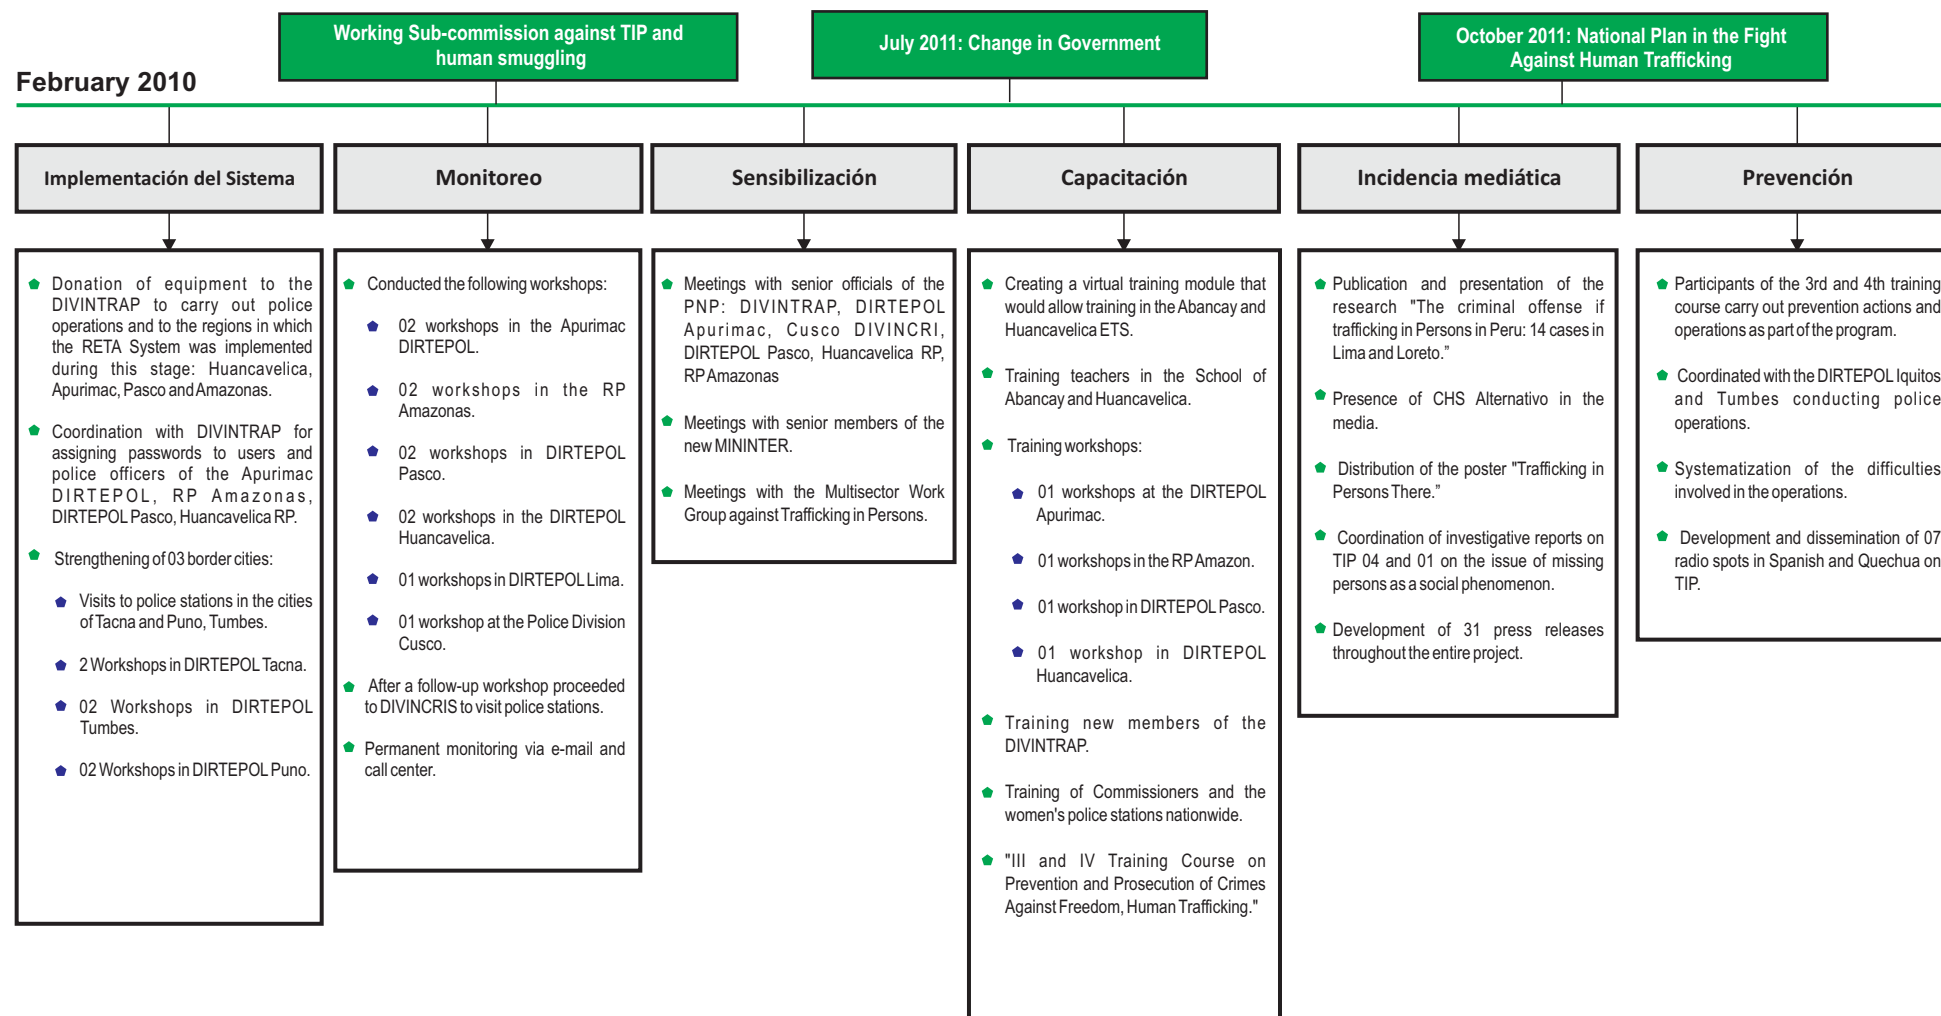 Working Sub-commission against TIP and
human smuggling
July 2011: Change in Government
October 2011: National Plan in the Fight
Against Human Trafficking
February 2010
Implementación del Sistema
Donation of equipment to the
DIVINTRAP to carry out police
operations and to the regions in which
the RETA System was implemented
during this stage: Huancavelica,
Apurimac, Pasco and Amazonas.
Coordination with DIVINTRAP for
assigning passwords to users and
police officers of the Apurimac
DIRTEPOL, RP Amazonas,
DIRTEPOL Pasco, Huancavelica RP.
Strengthening of 03 border cities:
Visits to police stations in the cities
of Tacna and Puno, Tumbes.
2 Workshops in DIRTEPOL Tacna.
02 Workshops in DIRTEPOL
Tumbes.
02 Workshops in DIRTEPOL Puno.
Monitoreo
Conducted the following workshops:
02 workshops in the Apurimac
DIRTEPOL.
02 workshops in the RP
Amazonas.
02 workshops in DIRTEPOL
Pasco.
02 workshops in the DIRTEPOL
Huancavelica.
01 workshops in DIRTEPOL Lima.
01 workshop at the Police Division
Cusco.
After a follow-up workshop proceeded
to DIVINCRIS to visit police stations.
Permanent monitoring via e-mail and
call center.
Sensibilización
Meetings with senior officials of the
PNP: DIVINTRAP, DIRTEPOL
Apurimac, Cusco DIVINCRI,
DIRTEPOL Pasco, Huancavelica RP,
RP Amazonas
Meetings with senior members of the
new MININTER.
Meetings with the Multisector Work
Group against Trafficking in Persons.
Capacitación
Creating a virtual training module that
would allow training in the Abancay and
Huancavelica ETS.
Training teachers in the School of
Abancay and Huancavelica.
Training workshops:
01 workshops at the DIRTEPOL
Apurimac.
01 workshops in the RP Amazon.
01 workshop in DIRTEPOL Pasco.
01 workshop in DIRTEPOL
Huancavelica.
Training new members of the
DIVINTRAP.
Training of Commissioners and the
women's police stations nationwide.
"III and IV Training Course on
Prevention and Prosecution of Crimes
Against Freedom, Human Trafficking."
Incidencia mediática
Publication and presentation of the
research "The criminal offense if
trafficking in Persons in Peru: 14 cases in
Lima and Loreto.”
Presence of CHS Alternativo in the
media.
Distribution of the poster "Trafficking in
Persons There.”
Coordination of investigative reports on
TIP 04 and 01 on the issue of missing
persons as a social phenomenon.
Development of 31 press releases
throughout the entire project.
Prevención
Participants of the 3rd and 4th training
course carry out prevention actions and
operations as part of the program.
Coordinated with the DIRTEPOL Iquitos
and Tumbes conducting police
operations.
Systematization of the difficulties
involved in the operations.
Development and dissemination of 07
radio spots in Spanish and Quechua on
TIP.